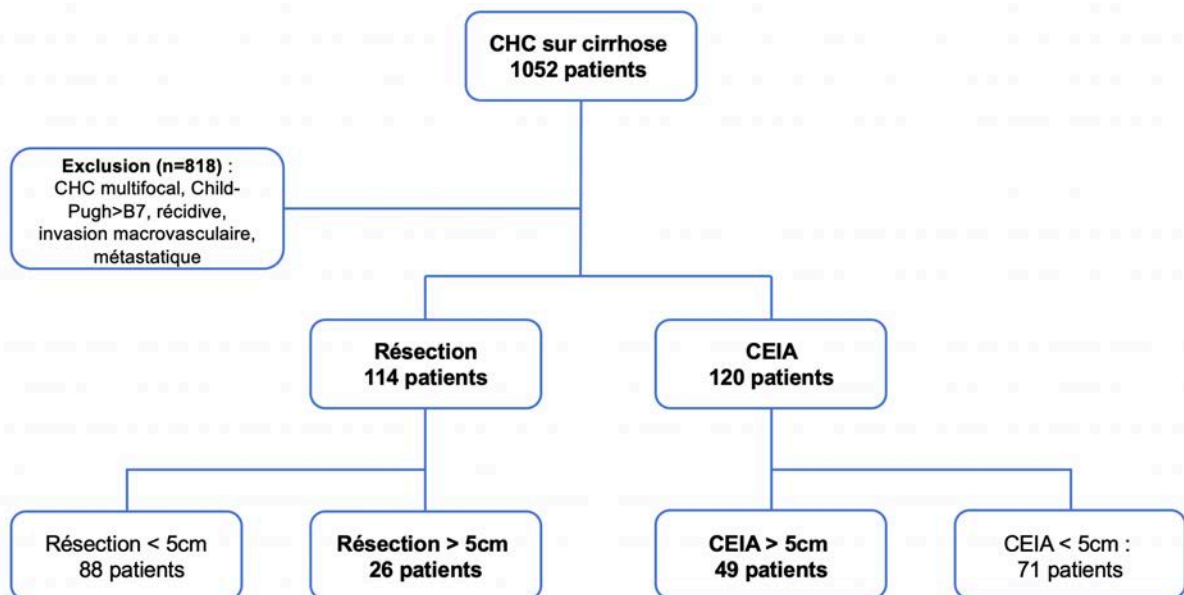 CHC sur cirrhose
1052 patients
Exclusion (n=818) :
CHC multifocal, Child-
Pugh>B7, récidive,
invasion macrovasculaire,
métastatique
Résection
114 patients
CEIA
120 patients
Résection < 5cm
88 patients
Résection > 5cm
26 patients
CEIA > 5cm
49 patients
CEIA < 5cm :
71 patients